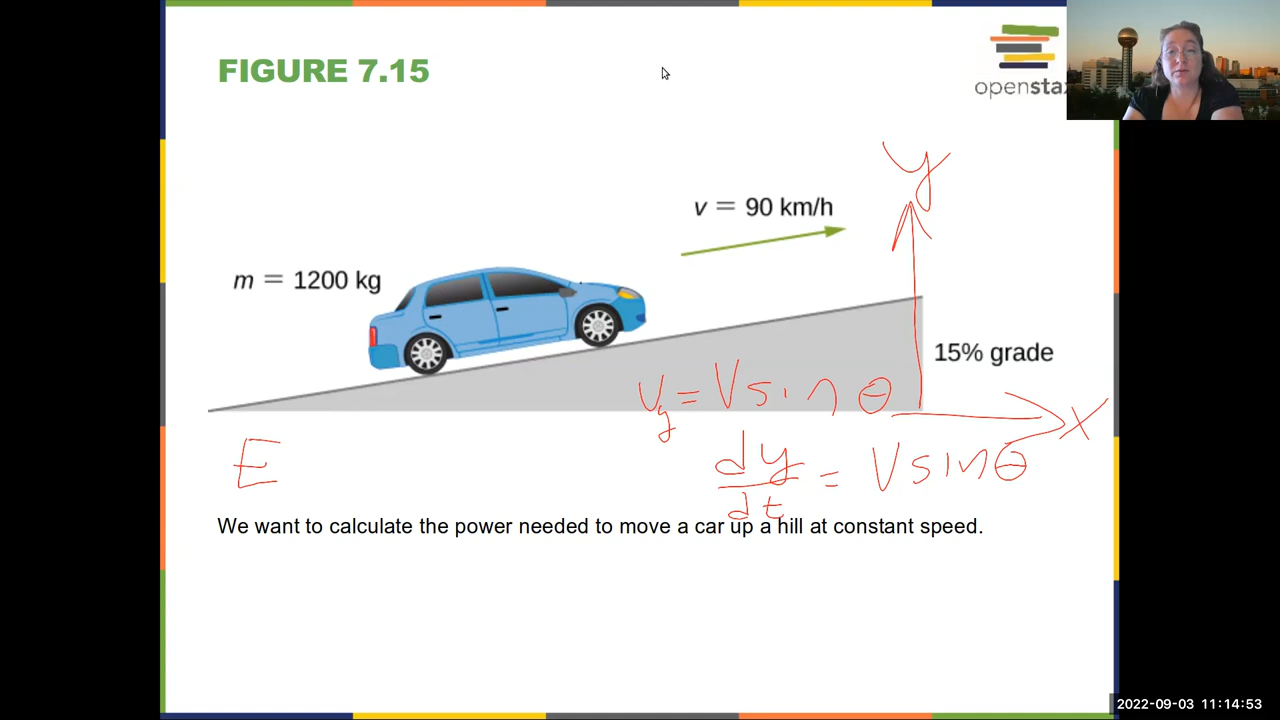 FIGURE 7.15
openstax
y
v = 90 km/h
m = 1200 kg
15% grade
Vy = V sin θ
x
E
dy/dt = V sin θ
We want to calculate the power needed to move a car up a hill at constant speed.
2022-09-03 11:14:53